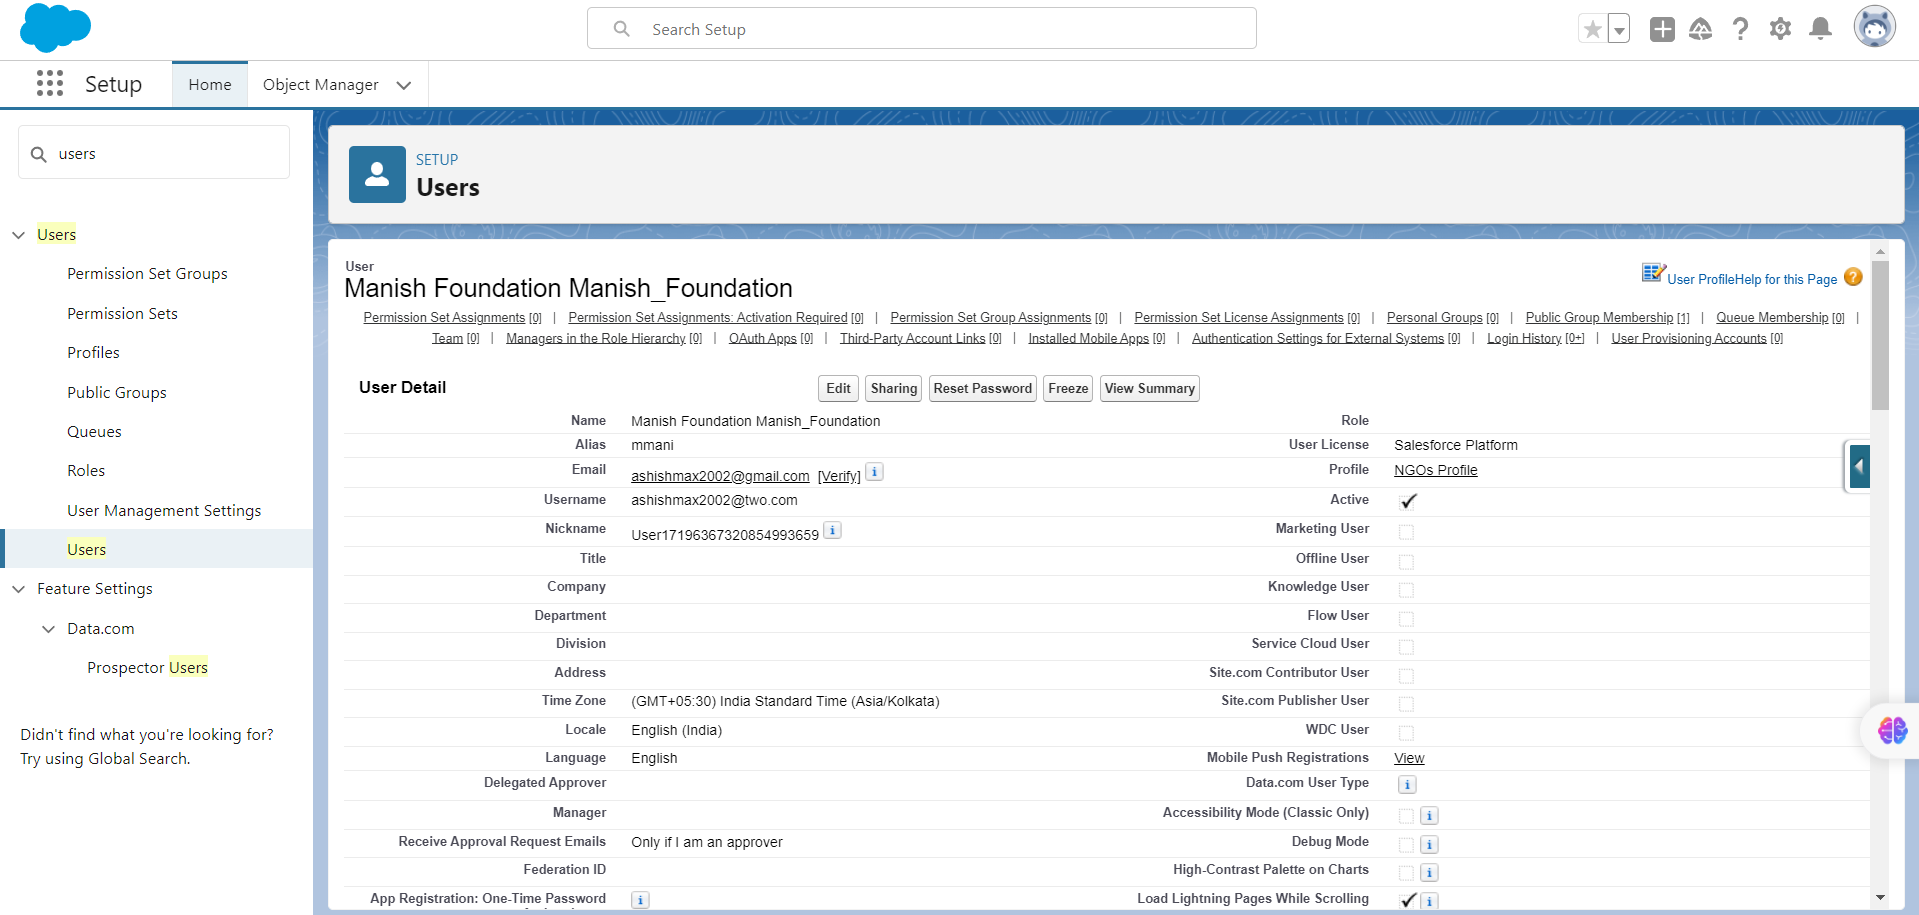 Search Setup
Setup
Home
Object Manager
users
Users
Permission Set Groups
Permission Sets
Profiles
Public Groups
Queues
Roles
User Management Settings
Users
Feature Settings
Data.com
Prospector Users
Didn't find what you're looking for?
Try using Global Search.
SETUP
Users
User
Manish Foundation Manish_Foundation
User Profile Help for this Page ?
Permission Set Assignments [0] | Permission Set Assignments: Activation Required [0] | Permission Set Group Assignments [0] | Permission Set License Assignments [0] | Personal Groups [0] | Public Group Membership [1] | Queue Membership [0] |
Team [0] | Managers in the Role Hierarchy [0] | OAuth Apps [0] | Third-Party Account Links [0] | Installed Mobile Apps [0] | Authentication Settings for External Systems [0] | Login History [0+] | User Provisioning Accounts [0]
User Detail
Edit Sharing Reset Password Freeze View Summary
Name Manish Foundation Manish_Foundation Role
Alias mmani User License Salesforce Platform
Email ashishmax2002@gmail.com [Verify] i Profile NGOs Profile
Username ashishmax2002@two.com Active
Nickname User17196367320854993659 i Marketing User
Title Offline User
Company Knowledge User
Department Flow User
Division Service Cloud User
Address Site.com Contributor User
Time Zone (GMT+05:30) India Standard Time (Asia/Kolkata) Site.com Publisher User
Locale English (India) WDC User
Language English Mobile Push Registrations View
Delegated Approver Data.com User Type i
Manager Accessibility Mode (Classic Only) i
Receive Approval Request Emails Only if I am an approver Debug Mode i
Federation ID High-Contrast Palette on Charts i
App Registration: One-Time Password i Load Lightning Pages While Scrolling i